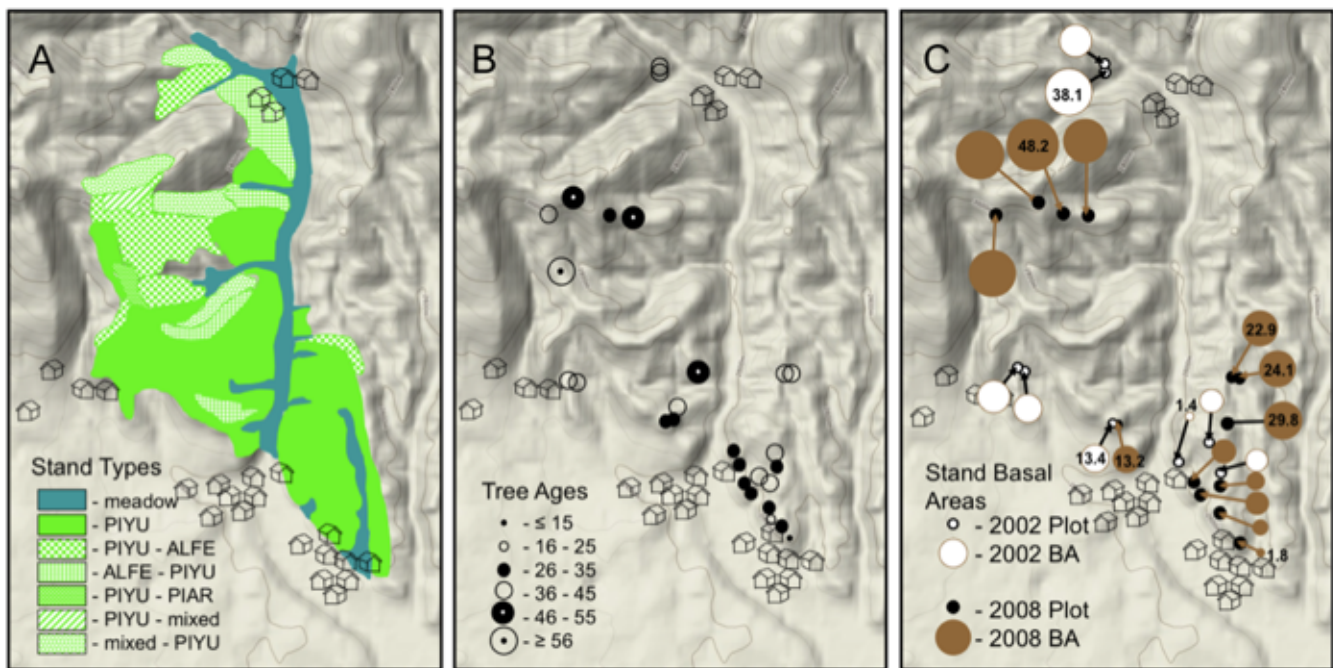 A
Stand Types
- meadow
- PIYU
- PIYU - ALFE
- ALFE - PIYU
- PIYU - PIAR
- PIYU - mixed
- mixed - PIYU
B
Tree Ages
- ≤ 15
- 16 - 25
- 26 - 35
- 36 - 45
- 46 - 55
- ≥ 56
C
38.1
48.2
22.9
24.1
1.4
29.8
13.4
13.2
1.8
Stand Basal
Areas
- 2002 Plot
- 2002 BA
- 2008 Plot
- 2008 BA